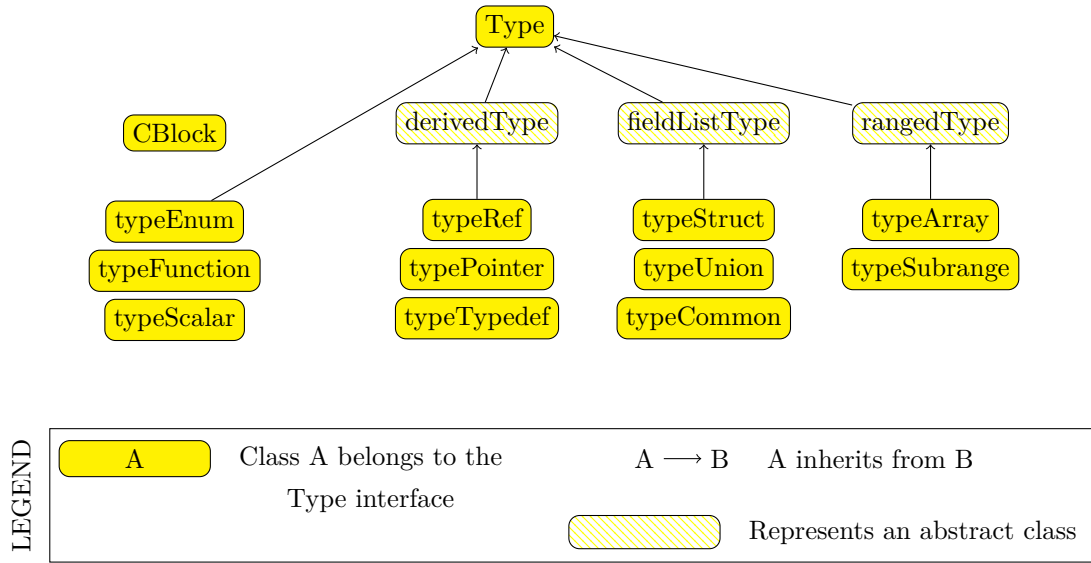 Type
derivedType
fieldListType
rangedType
CBlock
typeEnum
typeRef
typeStruct
typeArray
typeFunction
typePointer
typeUnion
typeSubrange
typeScalar
typeTypedef
typeCommon
LEGEND
A
Class A belongs to the
Type interface
A ⟶ B
A inherits from B
Represents an abstract class